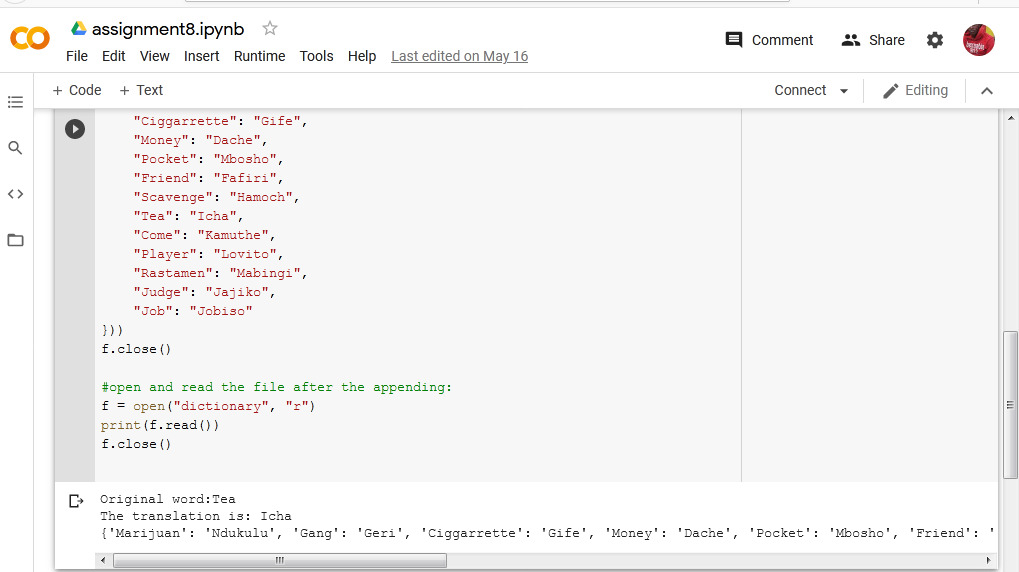 assignment8.ipynb
File Edit View Insert Runtime Tools Help Last edited on May 16
Comment Share
+ Code + Text Connect Editing
"Ciggarrette": "Gife",
"Money": "Dache",
"Pocket": "Mbosho",
"Friend": "Fafiri",
"Scavenge": "Hamoch",
"Tea": "Icha",
"Come": "Kamuthe",
"Player": "Lovito",
"Rastamen": "Mabingi",
"Judge": "Jajiko",
"Job": "Jobiso"
}))
f.close()
#open and read the file after the appending:
f = open("dictionary", "r")
print(f.read())
f.close()
Original word:Tea
The translation is: Icha
{'Marijuan': 'Ndukulu', 'Gang': 'Geri', 'Ciggarrette': 'Gife', 'Money': 'Dache', 'Pocket': 'Mbosho', 'Friend': '